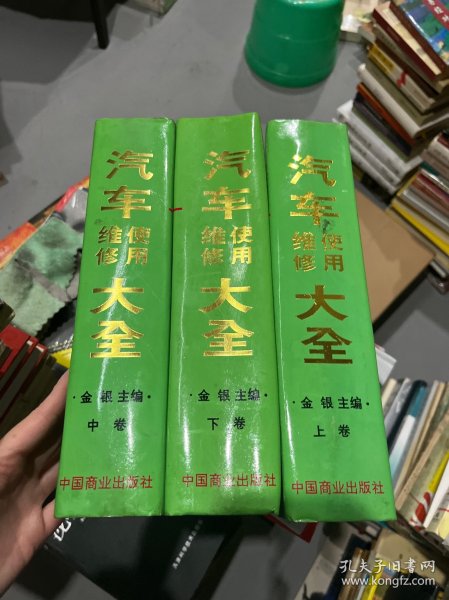 汽车
使用
维修
大全
·金 银 主编·
中 卷
中国商业出版社
汽车
使用
维修
大全
·金 银 主编·
下 卷
中国商业出版社
汽车
使用
维修
大全
·金 银 主编·
上 卷
中国商业出版社
孔夫子旧书网
www.kongfz.com